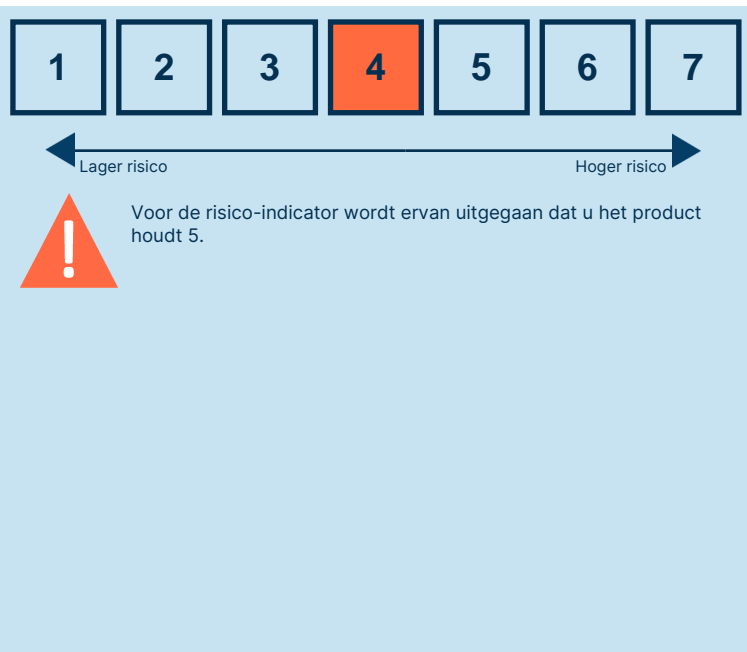 1 2 3 4 5 6 7
Lager risico Hoger risico
!
Voor de risico-indicator wordt ervan uitgegaan dat u het product
houdt 5.